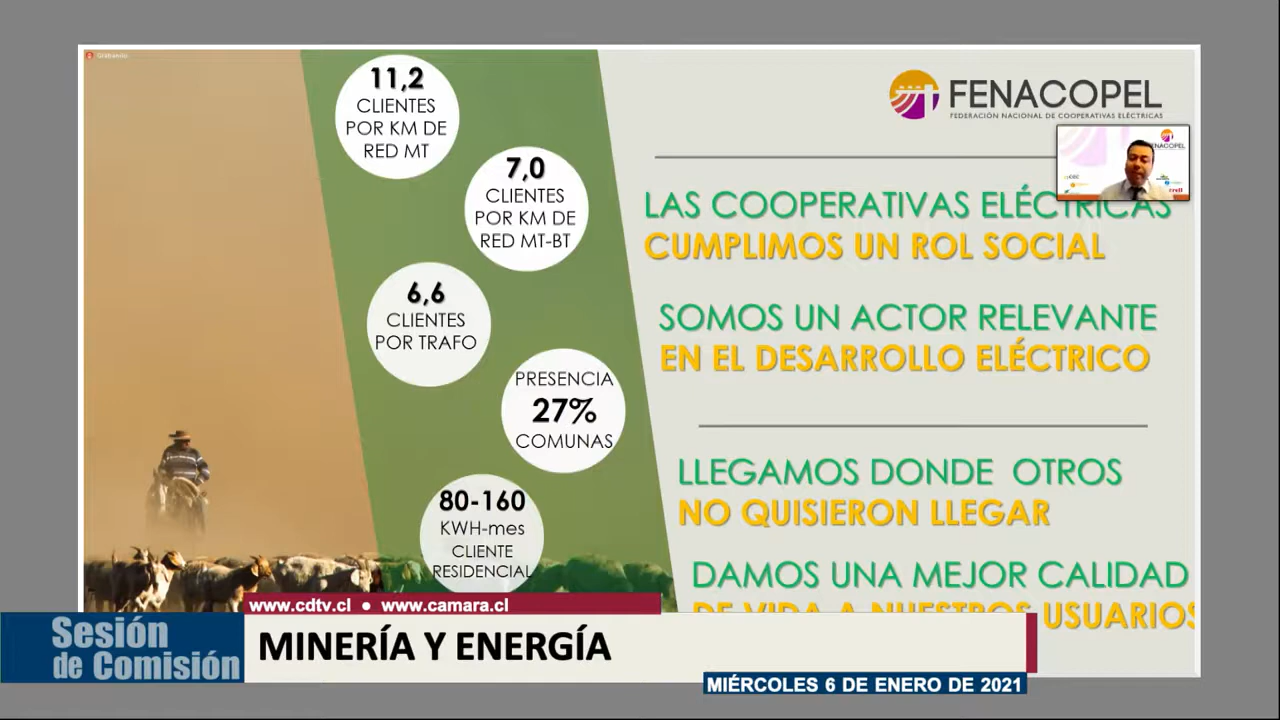 11,2
CLIENTES
POR KM DE
RED MT
7,0
CLIENTES
POR KM DE
RED MT-BT
6,6
CLIENTES
POR TRAFO
PRESENCIA
27%
COMUNAS
80-160
KWH-mes
CLIENTE
RESIDENCIAL
FENACOPEL
FEDERACIÓN NACIONAL DE COOPERATIVAS ELÉCTRICAS
LAS COOPERATIVAS ELÉCTRICAS
CUMPLIMOS UN ROL SOCIAL
SOMOS UN ACTOR RELEVANTE
EN EL DESARROLLO ELÉCTRICO
LLEGAMOS DONDE OTROS
NO QUISIERON LLEGAR
DAMOS UNA MEJOR CALIDAD
DE VIDA A NUESTROS USUARIOS
www.cdtv.cl • www.camara.cl
Sesión
de Comisión
MINERÍA Y ENERGÍA
MIÉRCOLES 6 DE ENERO DE 2021